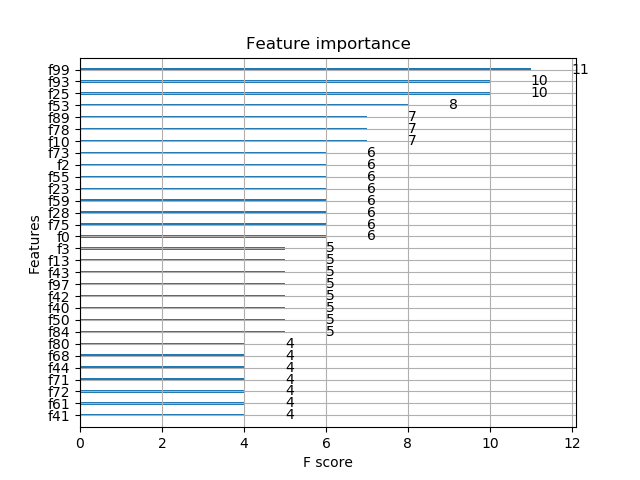 Feature importance
f99 11
f93 10
f25 10
f53 8
f89 7
f78 7
f10 7
f73 6
f2 6
f55 6
f23 6
f59 6
f28 6
f75 6
f0 6
f3 5
f13 5
f43 5
f97 5
f42 5
f40 5
f50 5
f84 5
f80 4
f68 4
f44 4
f71 4
f72 4
f61 4
f41 4
Features
0 2 4 6 8 10 12
F score